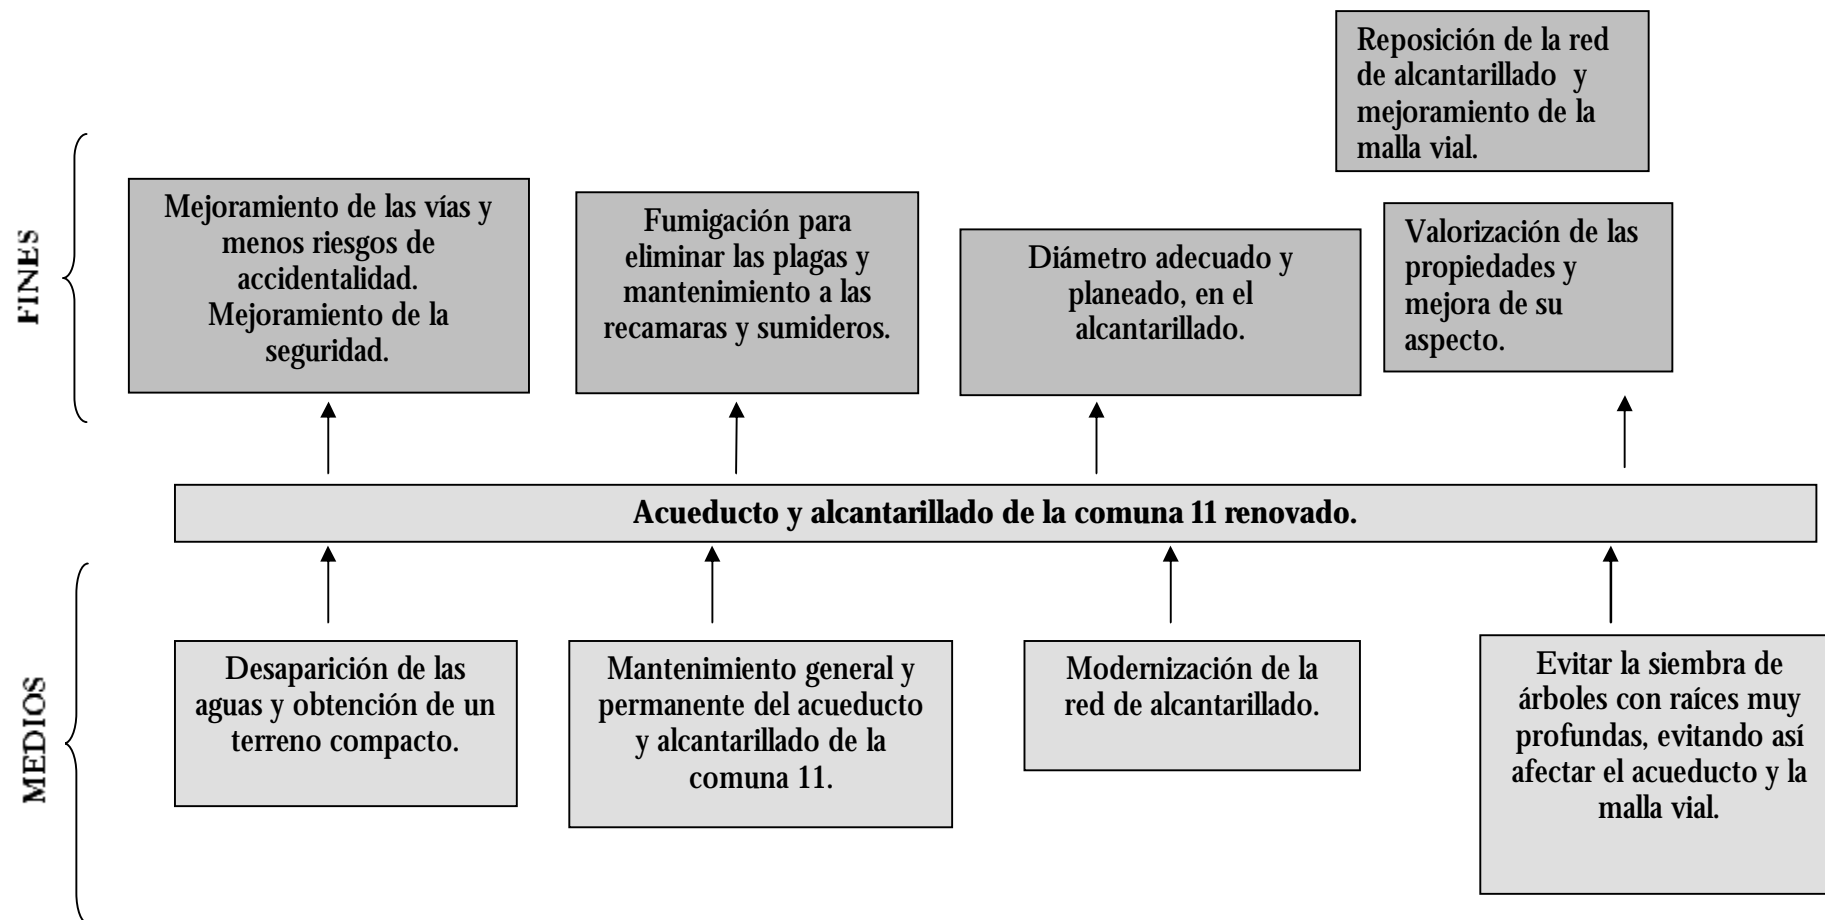 Reposición de la red
de alcantarillado y
mejoramiento de la
malla vial.
FINES
Mejoramiento de las vías y
menos riesgos de
accidentalidad.
Mejoramiento de la
seguridad.
Fumigación para
eliminar las plagas y
mantenimiento a las
recamaras y sumideros.
Diámetro adecuado y
planeado, en el
alcantarillado.
Valorización de las
propiedades y
mejora de su
aspecto.
Acueducto y alcantarillado de la comuna 11 renovado.
MEDIOS
Desaparición de las
aguas y obtención de un
terreno compacto.
Mantenimiento general y
permanente del acueducto
y alcantarillado de la
comuna 11.
Modernización de la
red de alcantarillado.
Evitar la siembra de
árboles con raíces muy
profundas, evitando así
afectar el acueducto y la
malla vial.